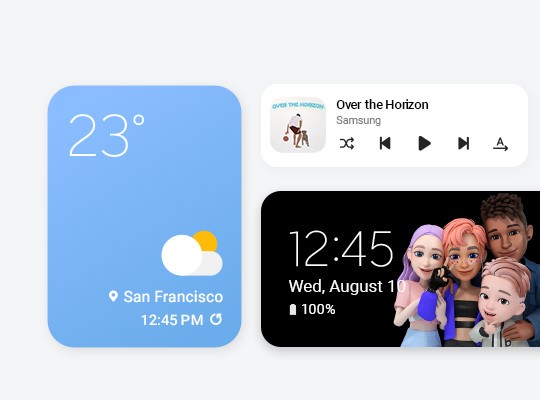 23°
San Francisco
12:45 PM
OVER THE HORIZON
Over the Horizon
Samsung
A
12:45
Wed, August 10
100%